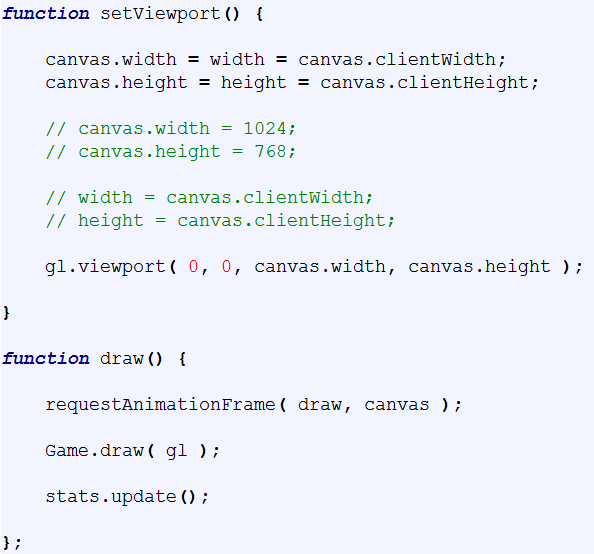 function setViewport() {
canvas.width = width = canvas.clientWidth;
canvas.height = height = canvas.clientHeight;
// canvas.width = 1024;
// canvas.height = 768;
// width = canvas.clientWidth;
// height = canvas.clientHeight;
gl.viewport( 0, 0, canvas.width, canvas.height );
}
function draw() {
requestAnimationFrame( draw, canvas );
Game.draw( gl );
stats.update();
};